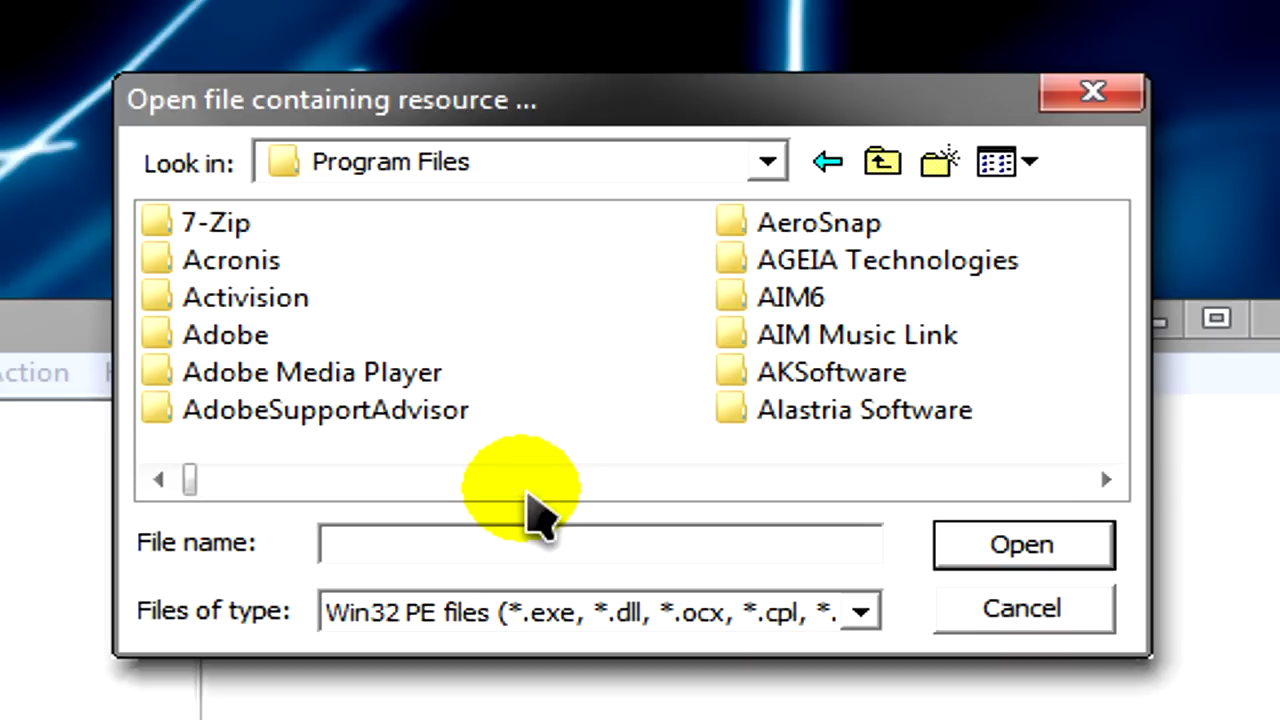 Open file containing resource ...
Look in: Program Files
7-Zip AeroSnap
Acronis AGEIA Technologies
Activision AIM6
Adobe AIM Music Link
Action
Adobe Media Player AKSoftware
AdobeSupportAdvisor Alastria Software
File name: Open
Files of type: Win32 PE files (*.exe, *.dll, *.ocx, *.cpl, *. Cancel